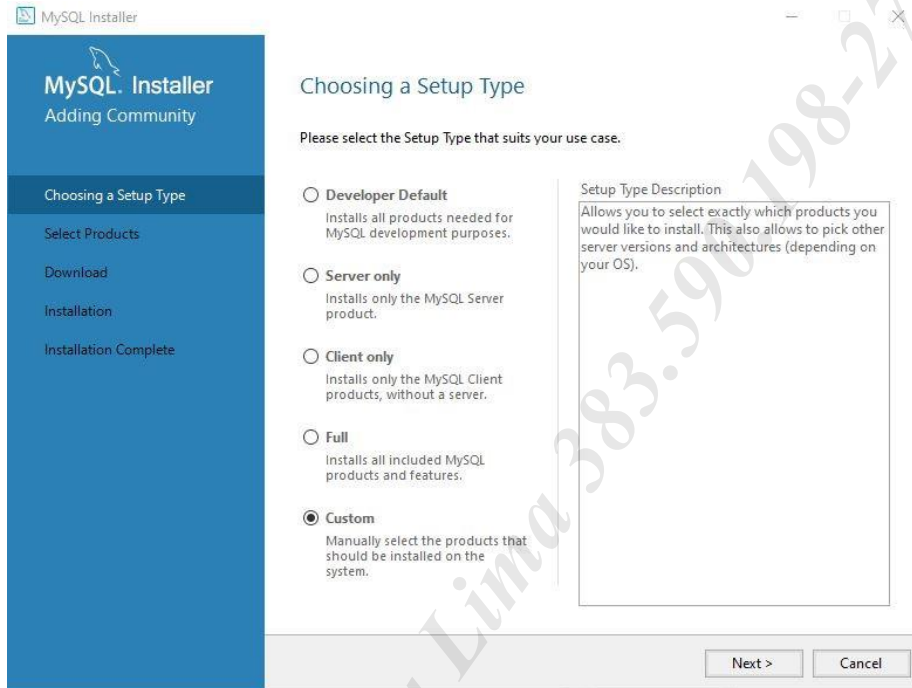 MySQL Installer
MySQL. Installer
Adding Community
Choosing a Setup Type
Select Products
Download
Installation
Installation Complete
Choosing a Setup Type
Please select the Setup Type that suits your use case.
Developer Default
Installs all products needed for
MySQL development purposes.
Server only
Installs only the MySQL Server
product.
Client only
Installs only the MySQL Client
products, without a server.
Full
Installs all included MySQL
products and features.
Custom
Manually select the products that
should be installed on the
system.
Setup Type Description
Allows you to select exactly which products you
would like to install. This also allows to pick other
server versions and architectures (depending on
your OS).
Next >
Cancel
Lima 383.590.198-27